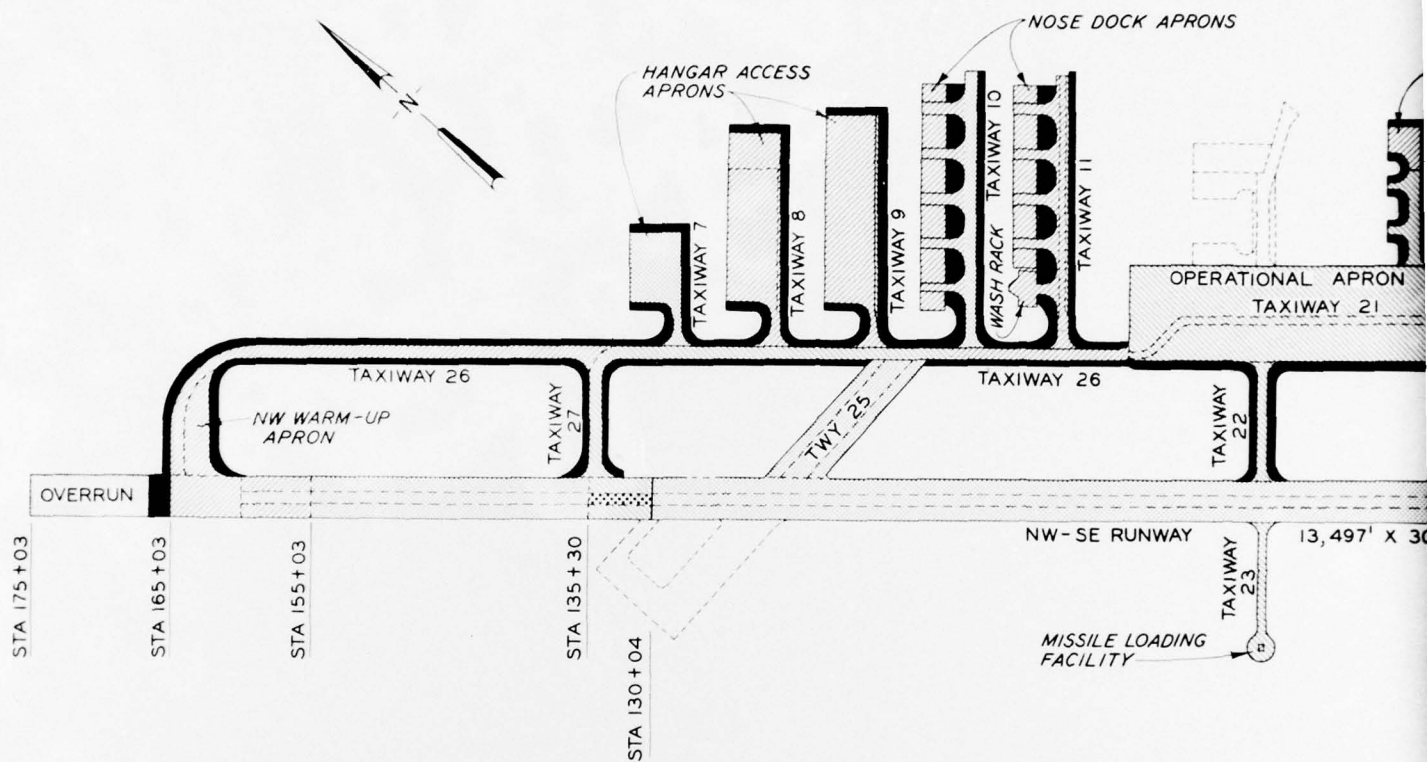 NOSE DOCK APRONS
HANGAR ACCESS
APRONS
N
TAXIWAY 7
TAXIWAY 8
TAXIWAY 9
TAXIWAY 10
TAXIWAY 11
WASH RACK
OPERATIONAL APRON
TAXIWAY 21
TAXIWAY 26
TAXIWAY 26
NW WARM-UP
APRON
TAXIWAY
27
TWY 25
TAXIWAY
22
OVERRUN
NW-SE RUNWAY
13,497' X 30
TAXIWAY
23
MISSILE LOADING
FACILITY
STA 175+03
STA 165+03
STA 155+03
STA 135+30
STA 130+04